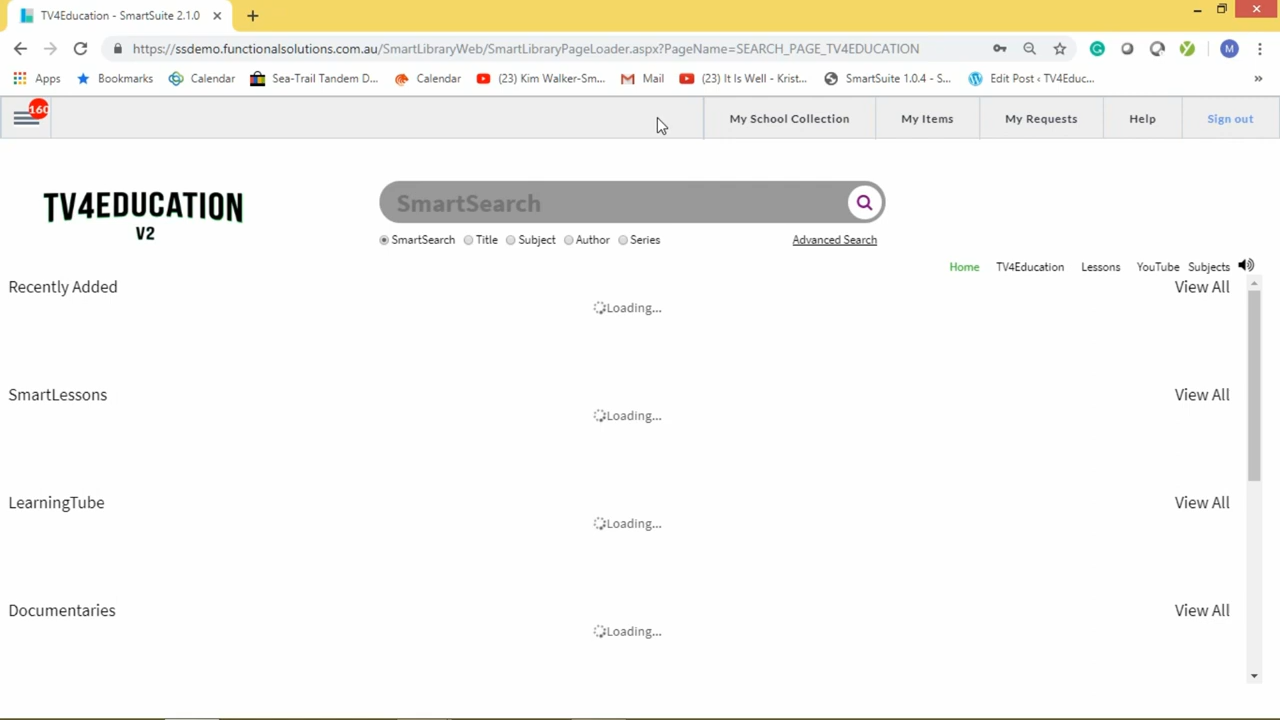 TV4Education - SmartSuite 2.1.0
https://ssdemo.functionalsolutions.com.au/SmartLibraryWeb/SmartLibraryPageLoader.aspx?PageName=SEARCH_PAGE_TV4EDUCATION
M
Apps Bookmarks Calendar Sea-Trail Tandem D... Calendar (23) Kim Walker-Sm... Mail (23) It Is Well - Krist... SmartSuite 1.0.4 - S... Edit Post ‹ TV4Educ... »
160
My School Collection My Items My Requests Help Sign out
TV4EDUCATION
V2
SmartSearch
SmartSearch Title Subject Author Series Advanced Search
Home TV4Education Lessons YouTube Subjects
Recently Added View All
Loading...
SmartLessons View All
Loading...
LearningTube View All
Loading...
Documentaries View All
Loading...